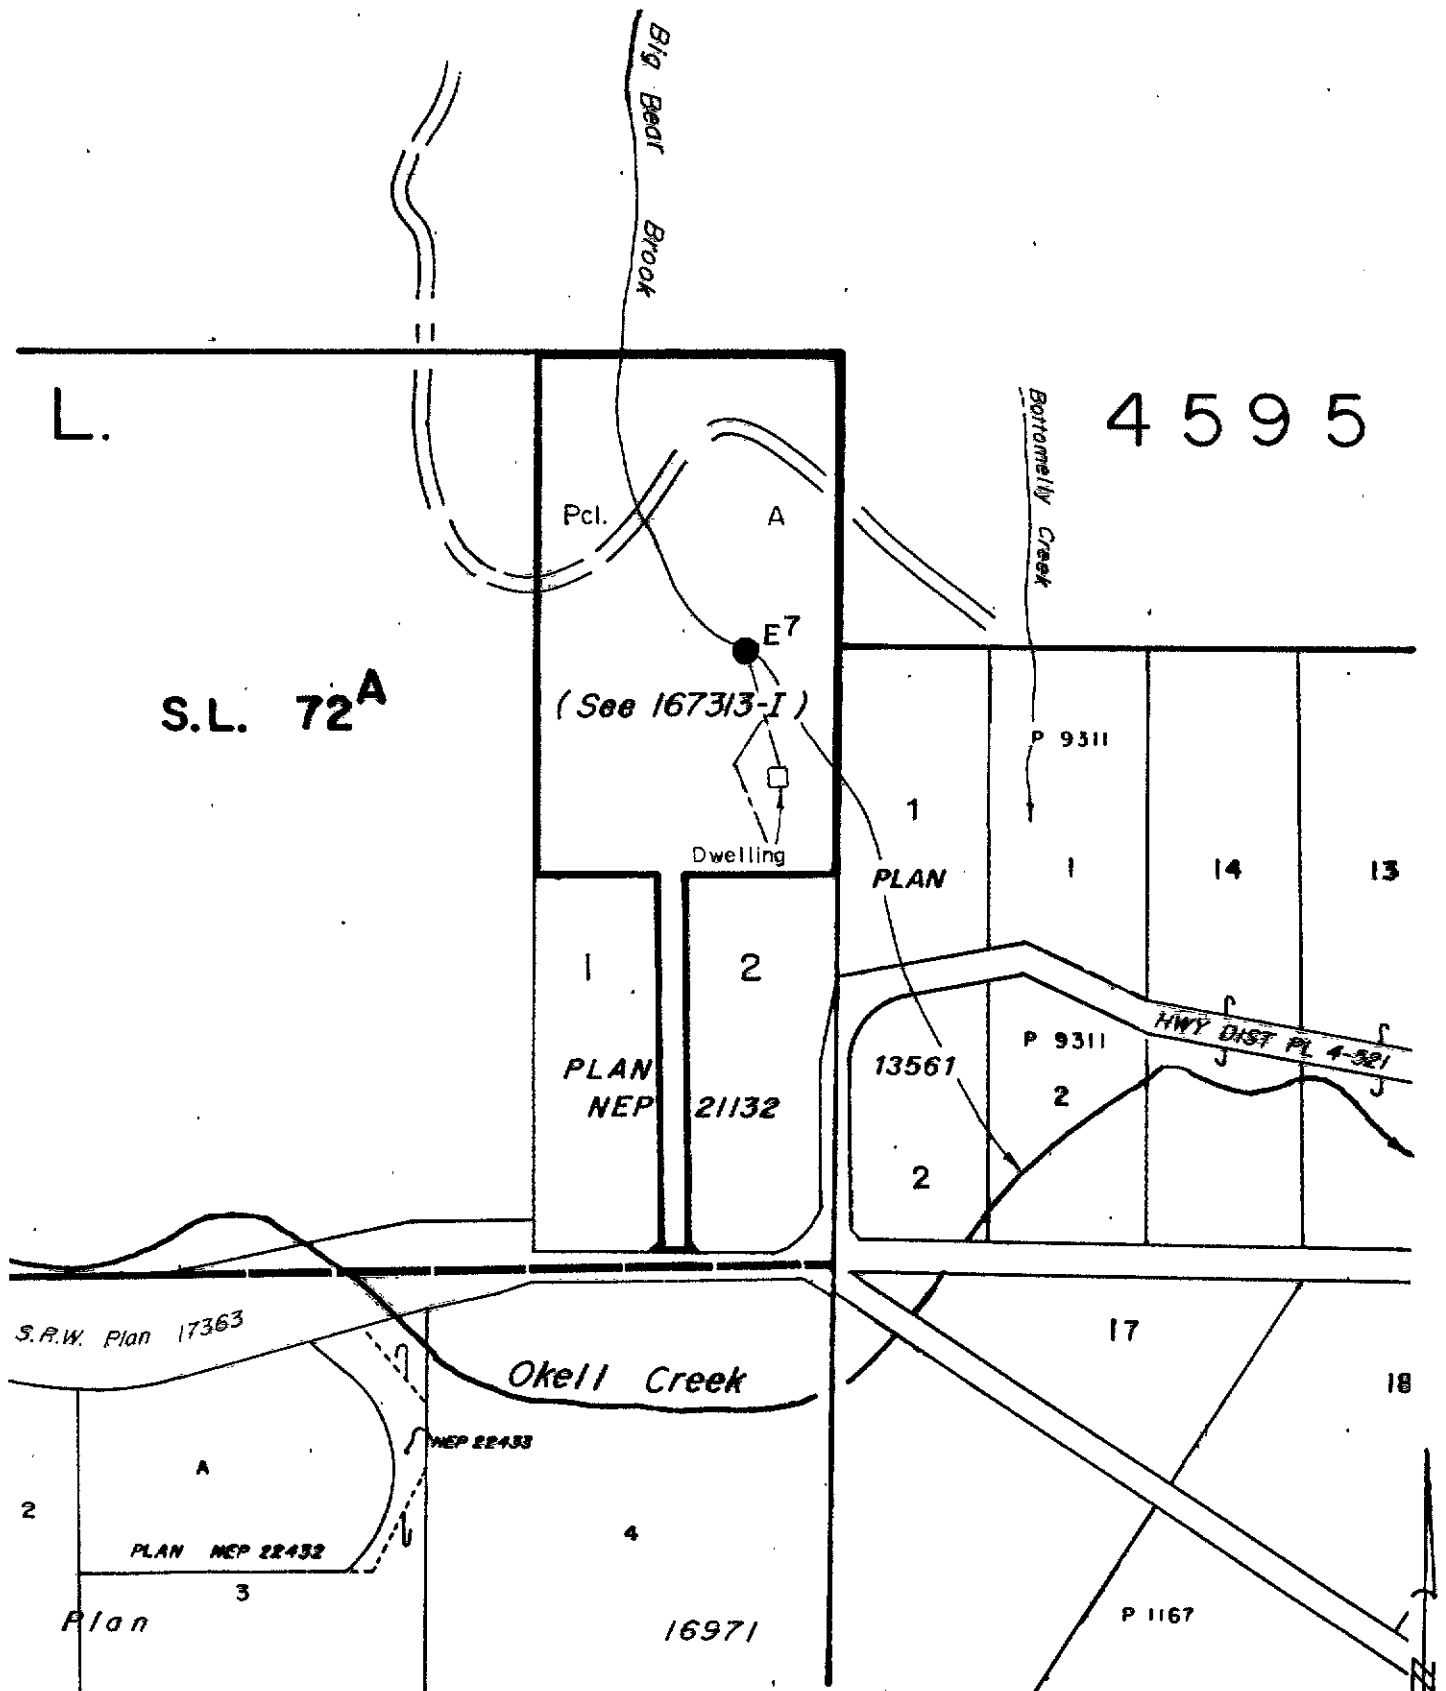 Big Bear Brook
L.
4595
Bottomelly Creek
Pcl. A
E7
S.L. 72A
(See 167313-I)
P 9311
1
Dwelling
PLAN
1
14
13
1
2
HWY DIST PL 4-521
P 9311
13561
PLAN
NEP 21132
2
2
S.R.W. Plan 17363
17
Okell Creek
18
NEP 22433
A
2
4
PLAN NEP 22432
3
Plan
16971
P 1167